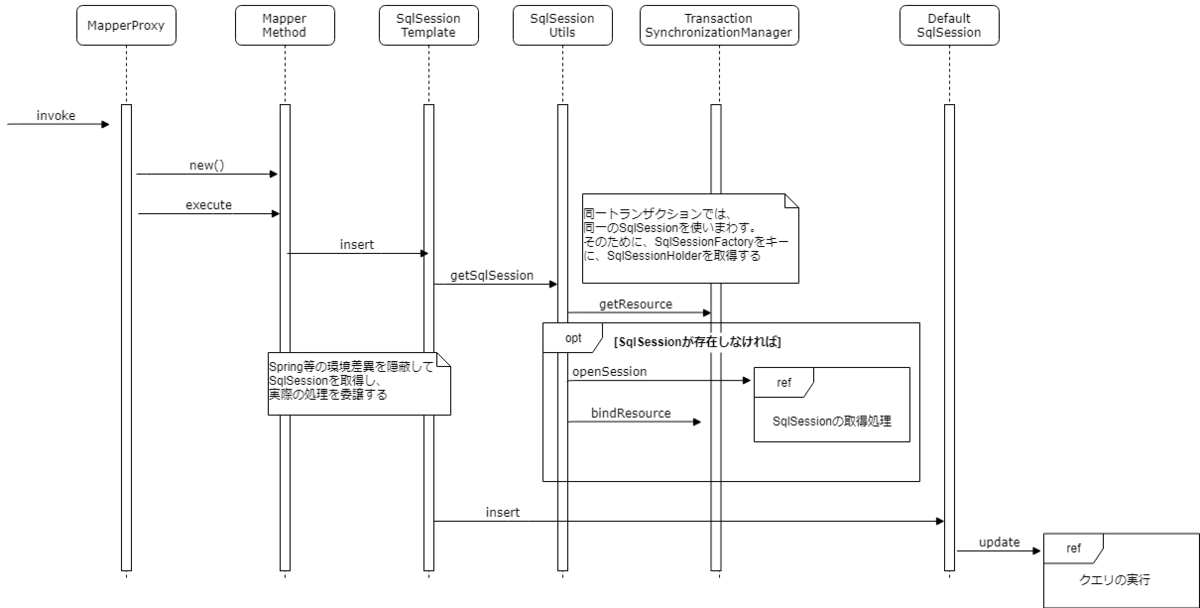 MapperProxy
Mapper
Method
SqlSession
Template
SqlSession
Utils
Transaction
SynchronizationManager
Default
SqlSession
invoke
new()
execute
insert
getSqlSession
同一トランザクションでは、
同一のSqlSessionを使いまわす。
そのために、SqlSessionFactoryをキー
に、SqlSessionHolderを取得する
getResource
opt
[SqlSessionが存在しなければ]
Spring等の環境差異を隠蔽して
SqlSessionを取得し、
実際の処理を委譲する
openSession
ref
SqlSessionの取得処理
bindResource
insert
update
ref
クエリの実行